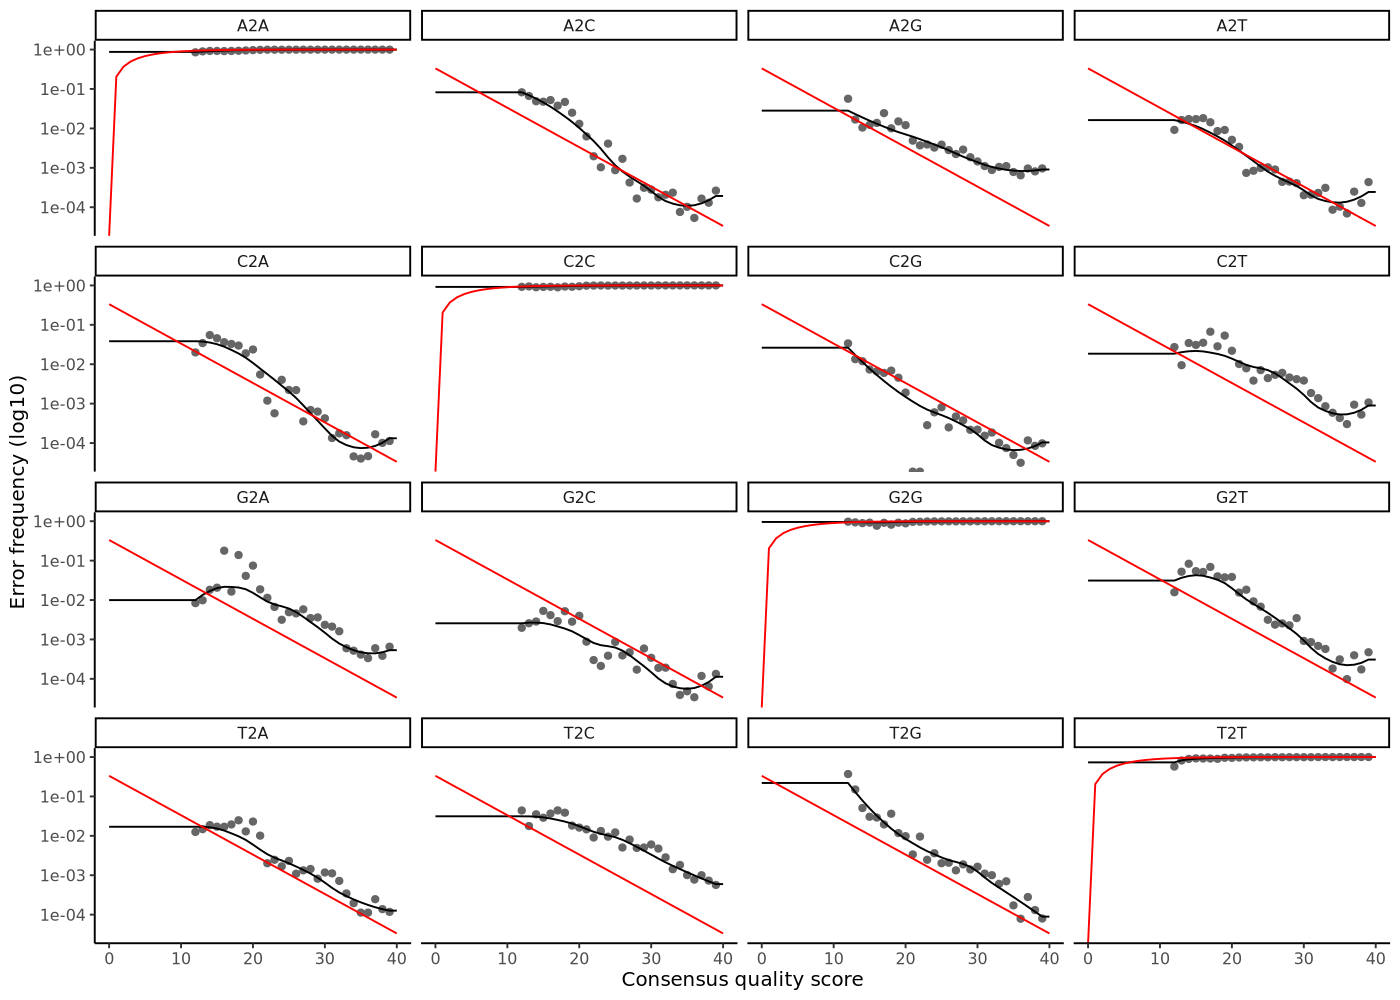 A2A A2C A2G A2T
1e+00
1e-01
1e-02
1e-03
1e-04
C2A C2C C2G C2T
1e+00
1e-01
1e-02
1e-03
1e-04
G2A G2C G2G G2T
1e+00
1e-01
1e-02
1e-03
1e-04
T2A T2C T2G T2T
1e+00
1e-01
1e-02
1e-03
1e-04
0 10 20 30 40 0 10 20 30 40 0 10 20 30 40 0 10 20 30 40
Consensus quality score
Error frequency (log10)